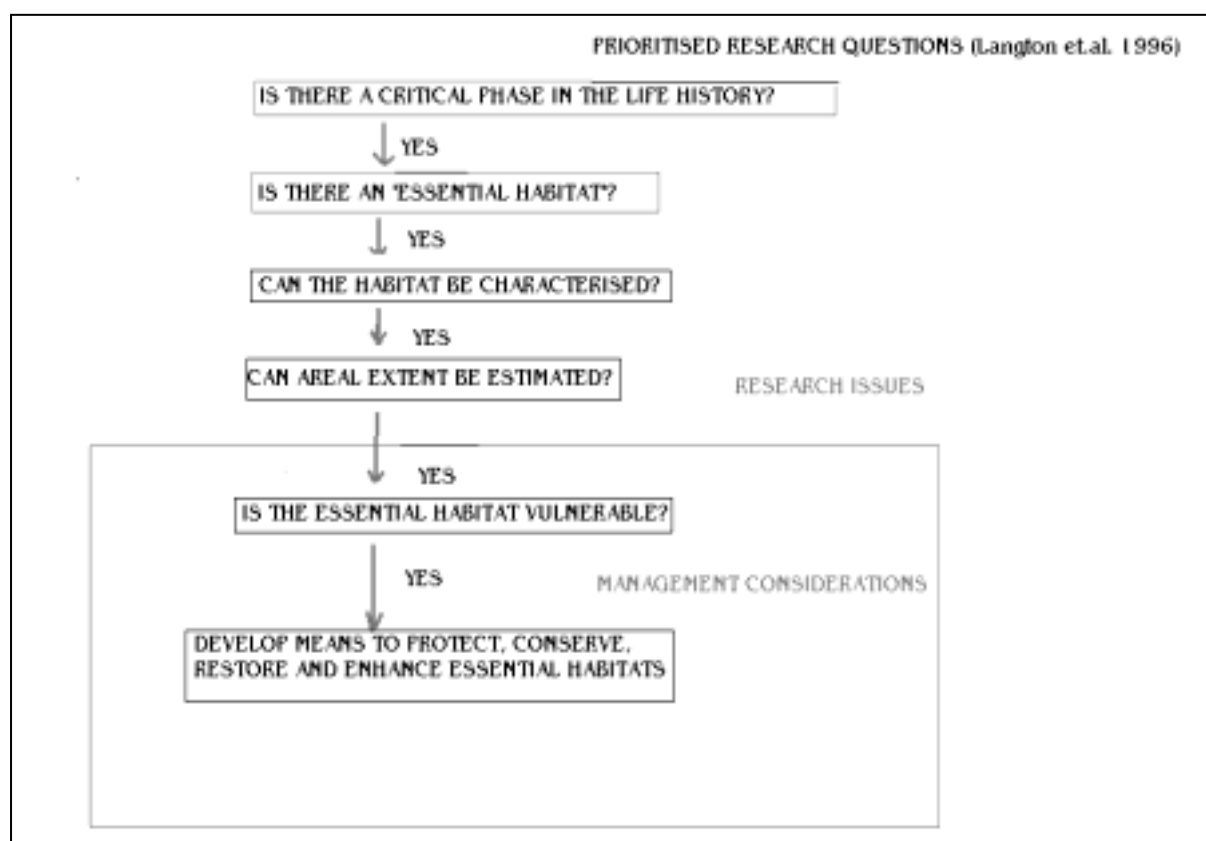 PRIORITISED RESEARCH QUESTIONS (Langton et.al. 1996)
IS THERE A CRITICAL PHASE IN THE LIFE HISTORY?
YES
IS THERE AN 'ESSENTIAL HABITAT'?
YES
CAN THE HABITAT BE CHARACTERISED?
YES
CAN AREAL EXTENT BE ESTIMATED?
RESEARCH ISSUES
YES
IS THE ESSENTIAL HABITAT VULNERABLE?
YES
MANAGEMENT CONSIDERATIONS
DEVELOP MEANS TO PROTECT, CONSERVE,
RESTORE AND ENHANCE ESSENTIAL HABITATS